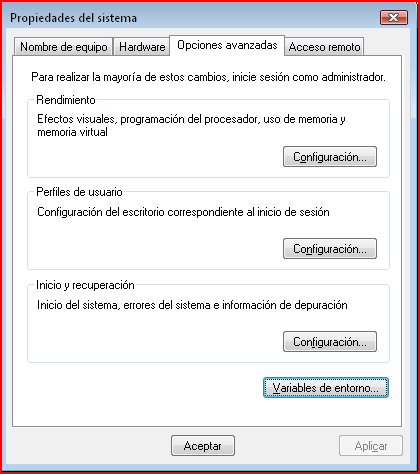 Propiedades del sistema
Nombre de equipo Hardware Opciones avanzadas Acceso remoto
Para realizar la mayoría de estos cambios, inicie sesión como administrador.
Rendimiento
Efectos visuales, programación del procesador, uso de memoria y
memoria virtual
Configuración...
Perfiles de usuario
Configuración del escritorio correspondiente al inicio de sesión
Configuración...
Inicio y recuperación
Inicio del sistema, errores del sistema e información de depuración
Configuración...
Variables de entorno...
Aceptar Aplicar